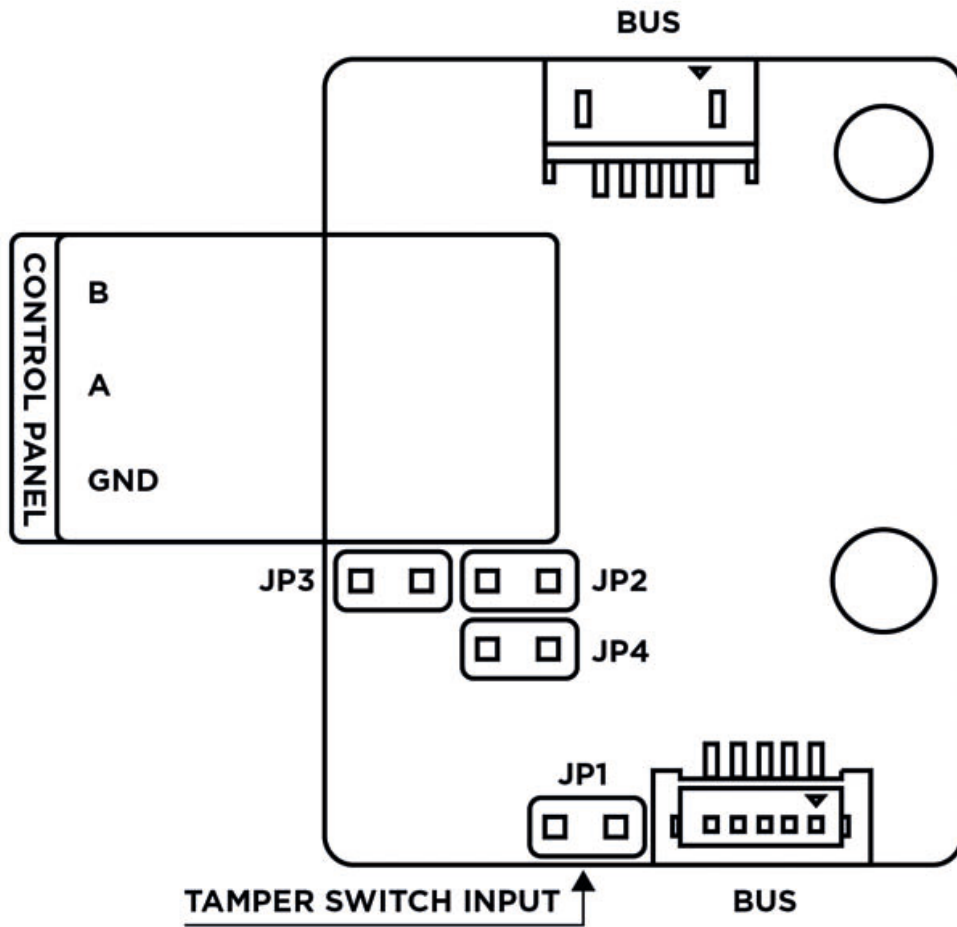 BUS
CONTROL PANEL
B
A
GND
JP3
JP2
JP4
JP1
TAMPER SWITCH INPUT
BUS